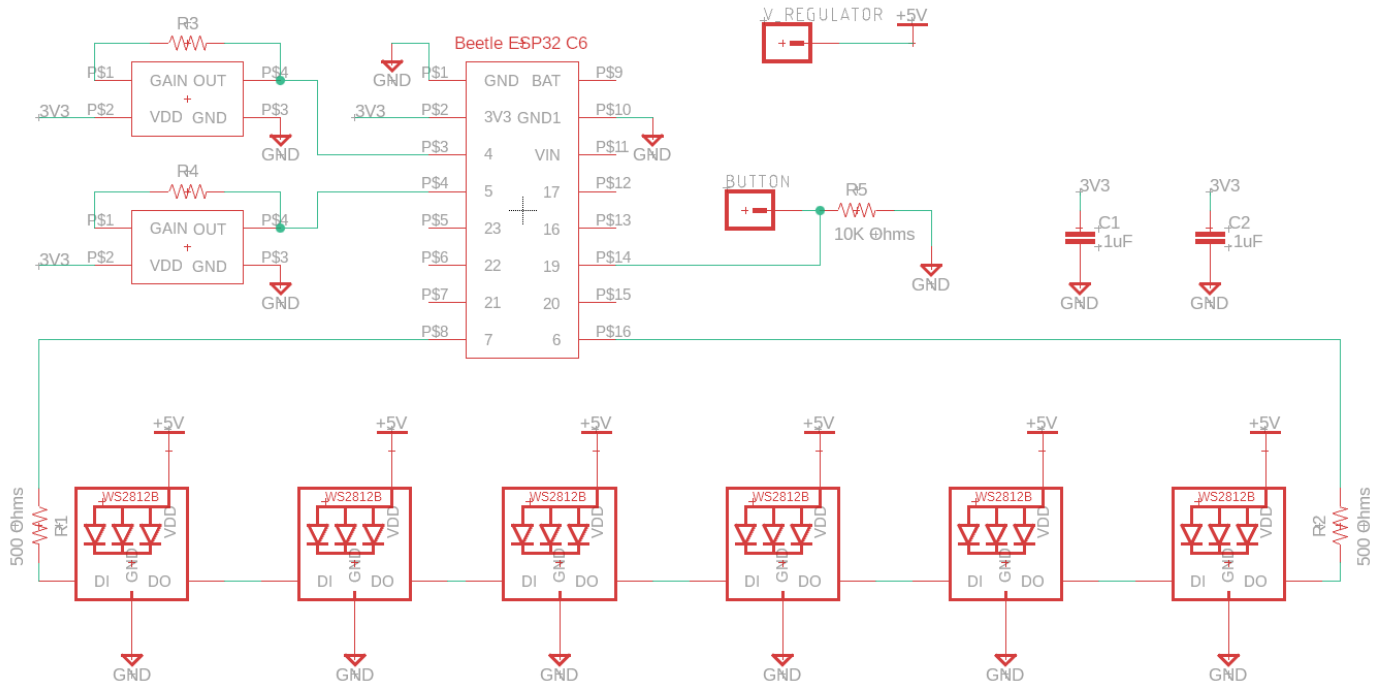 V_REGULATOR
+5V
R3
Beetle ESP32 C6
P$1 GAIN OUT P$4
GND
P$1 GND BAT P$9
3V3 P$2 VDD GND P$3
3V3 P$2 3V3 GND1 P$10
GND
GND
P$3 4 VIN P$11
R4
BUTTON
R5
3V3
3V3
P$4 5 17 P$12
P$1 GAIN OUT P$4
P$5 23 16 P$13
10K Ohms
C1
.1uF
C2
.1uF
3V3 P$2 VDD GND P$3
P$6 22 19 P$14
GND
GND
P$7 21 20 P$15
GND
GND
P$8 7 6 P$16
+5V
+5V
+5V
+5V
+5V
+5V
500 Ohms
R1
WS2812B
VDD
GND
DI DO
WS2812B
VDD
GND
DI DO
WS2812B
VDD
GND
DI DO
WS2812B
VDD
GND
DI DO
WS2812B
VDD
GND
DI DO
WS2812B
VDD
GND
DI DO
R2
500 Ohms
GND
GND
GND
GND
GND
GND